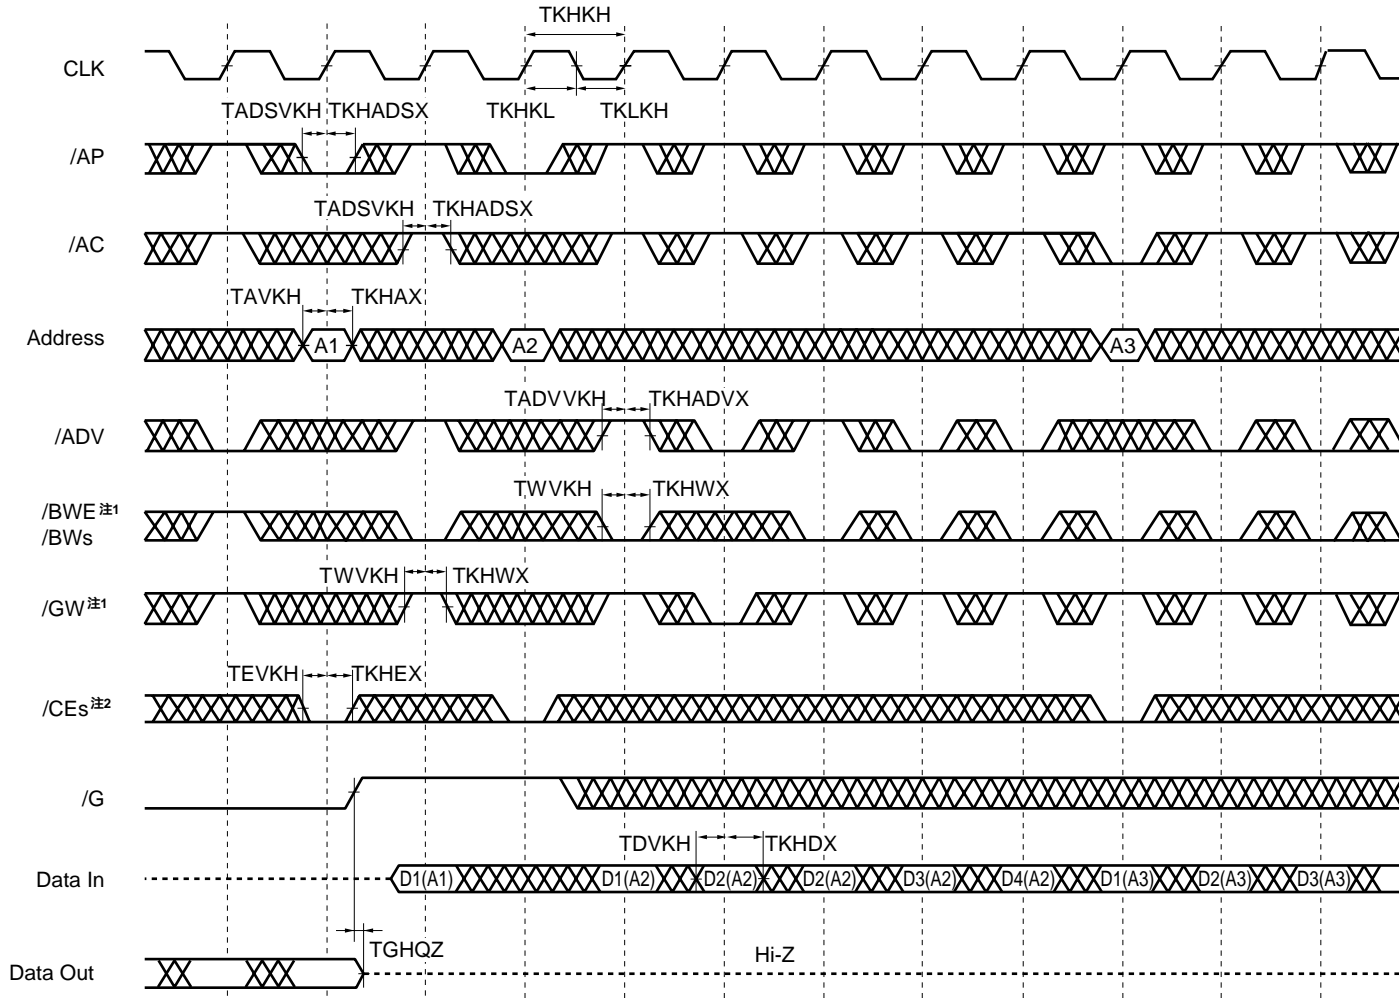 TKHKH
CLK
TADSVKH TKHADSX TKHKL TKLKH
/AP
TADSVKH TKHADSX
/AC
TAVKH TKHAX
Address A1 A2 A3
TADVVKH TKHADVX
/ADV
TWVKH TKHWX
/BWE注1
/BWs
TWVKH TKHWX
/GW注1
TEVKH TKHEX
/CEs注2
/G
TDVKH TKHDX
Data In D1(A1) D1(A2) D2(A2) D2(A2) D3(A2) D4(A2) D1(A3) D2(A3) D3(A3)
TGHQZ Hi-Z
Data Out